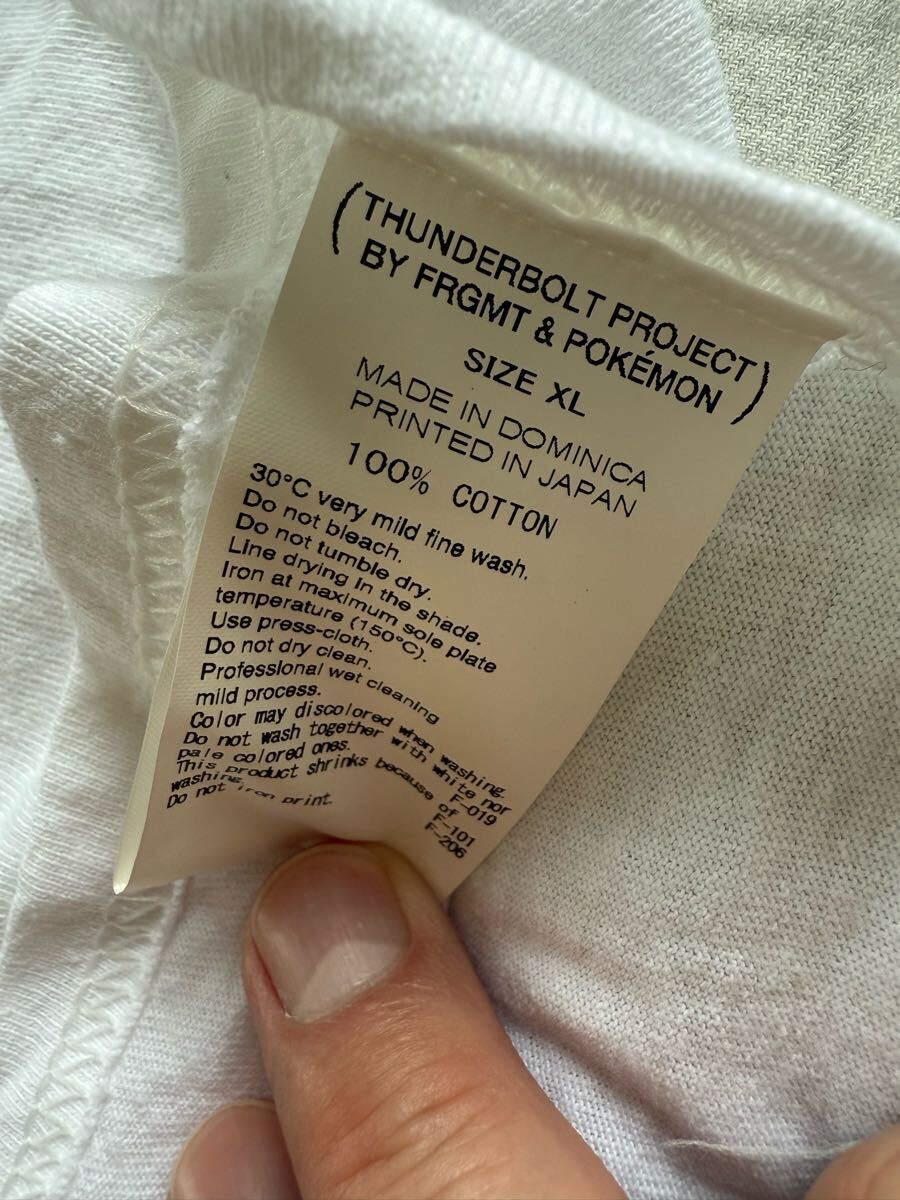 (THUNDERBOLT PROJECT
BY FRGMT & POKÉMON)
SIZE XL
MADE IN DOMINICA
PRINTED IN JAPAN
100% COTTON
30°C very mild fine wash.
Do not bleach.
Do not tumble dry.
Line drying in the shade.
Iron at maximum sole plate
temperature (150°C).
Use press-cloth.
Do not dry clean.
Professional wet cleaning
mild process.
Color may discolored when washing.
Do not wash together with white nor
pale colored ones.
This product shrinks because of
washing.
Do not iron print.
F-019
F-101
F-206